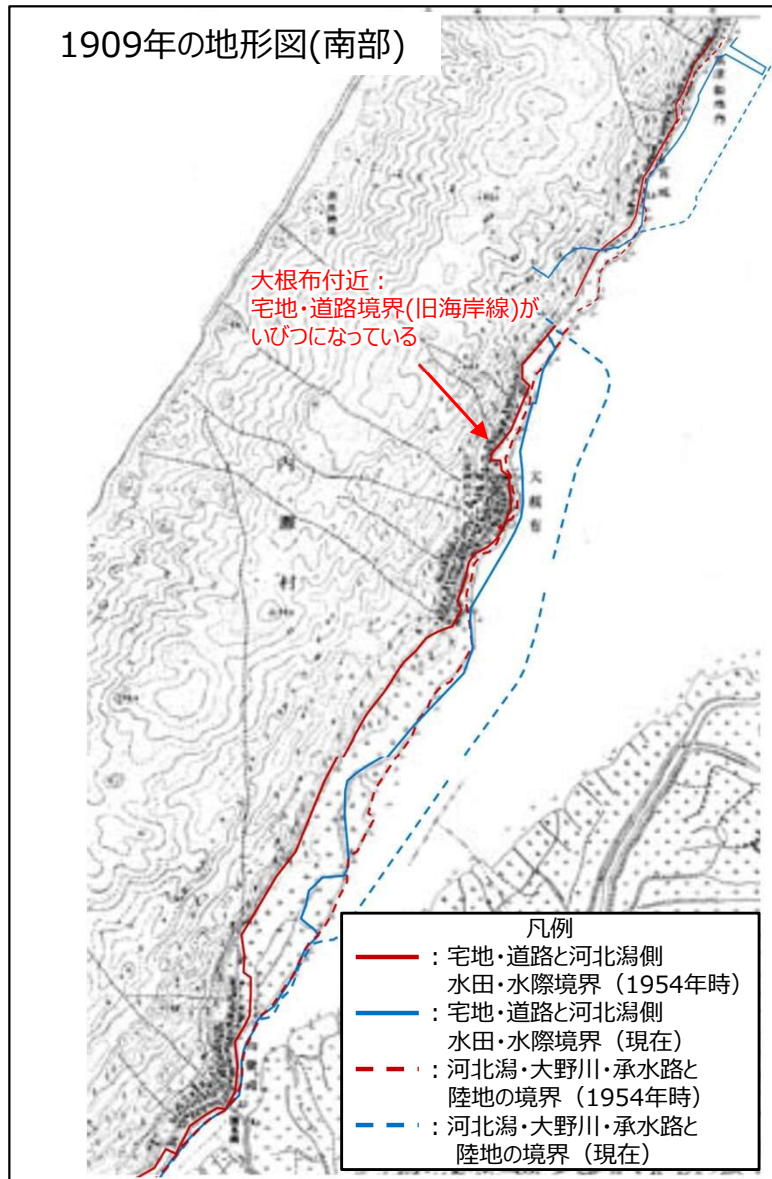 1909年の地形図(南部)
大根布付近：
宅地・道路境界(旧海岸線)が
いびつになっている
内
灘
村
大
根
布
凡例
：宅地・道路と河北潟側
水田・水際境界（1954年時）
：宅地・道路と河北潟側
水田・水際境界（現在）
：河北潟・大野川・承水路と
陸地の境界（1954年時）
：河北潟・大野川・承水路と
陸地の境界（現在）